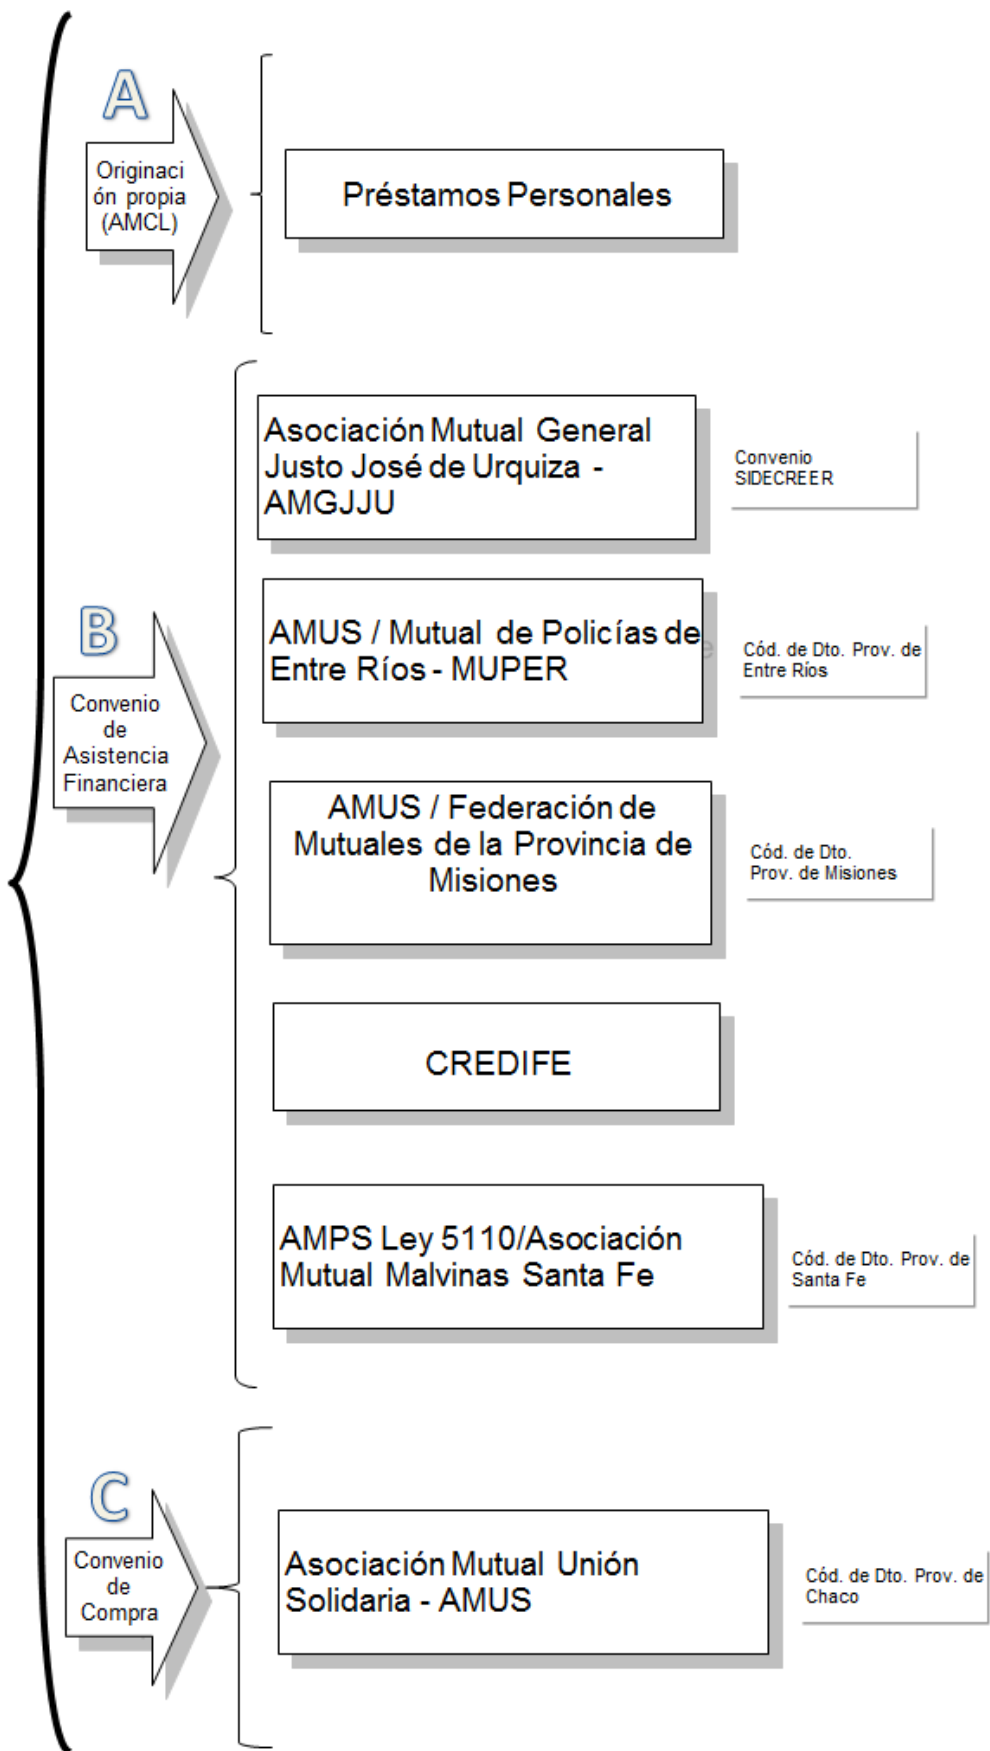 A
Originaci
ón propia
(AMCL)
Préstamos Personales
B
Convenio
de
Asistencia
Financiera
Asociación Mutual General
Justo José de Urquiza -
AMGJJU
Convenio
SIDECREER
AMUS / Mutual de Policías de
Entre Ríos - MUPER
Cód. de Dto. Prov. de
Entre Ríos
AMUS / Federación de
Mutuales de la Provincia de
Misiones
Cód. de Dto.
Prov. de Misiones
CREDIFE
AMPS Ley 5110/Asociación
Mutual Malvinas Santa Fe
Cód. de Dto. Prov. de
Santa Fe
C
Convenio
de
Compra
Asociación Mutual Unión
Solidaria - AMUS
Cód. de Dto. Prov. de
Chaco